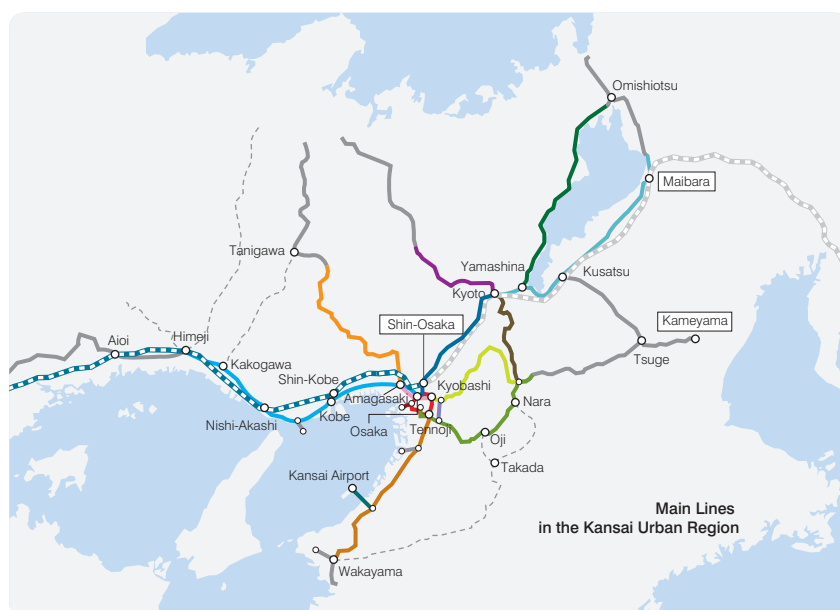 Omishiotsu
Maibara
Tanigawa
Yamashina
Kusatsu
Kyoto
Shin-Osaka
Kameyama
Aioi
Himeji
Tsuge
Kakogawa
Shin-Kobe
Kyobashi
Amagasaki
Nara
Kobe
Nishi-Akashi
Osaka
Tennoji
Oji
Takada
Kansai Airport
Main Lines
in the Kansai Urban Region
Wakayama